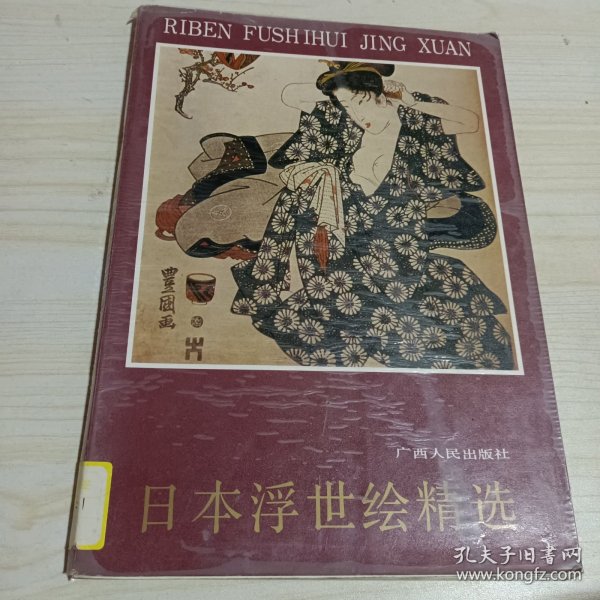 RIBEN FUSHIHUI JING XUAN
豊國画
广西人民出版社
日本浮世绘精选
孔夫子旧书网
www.kongfz.com